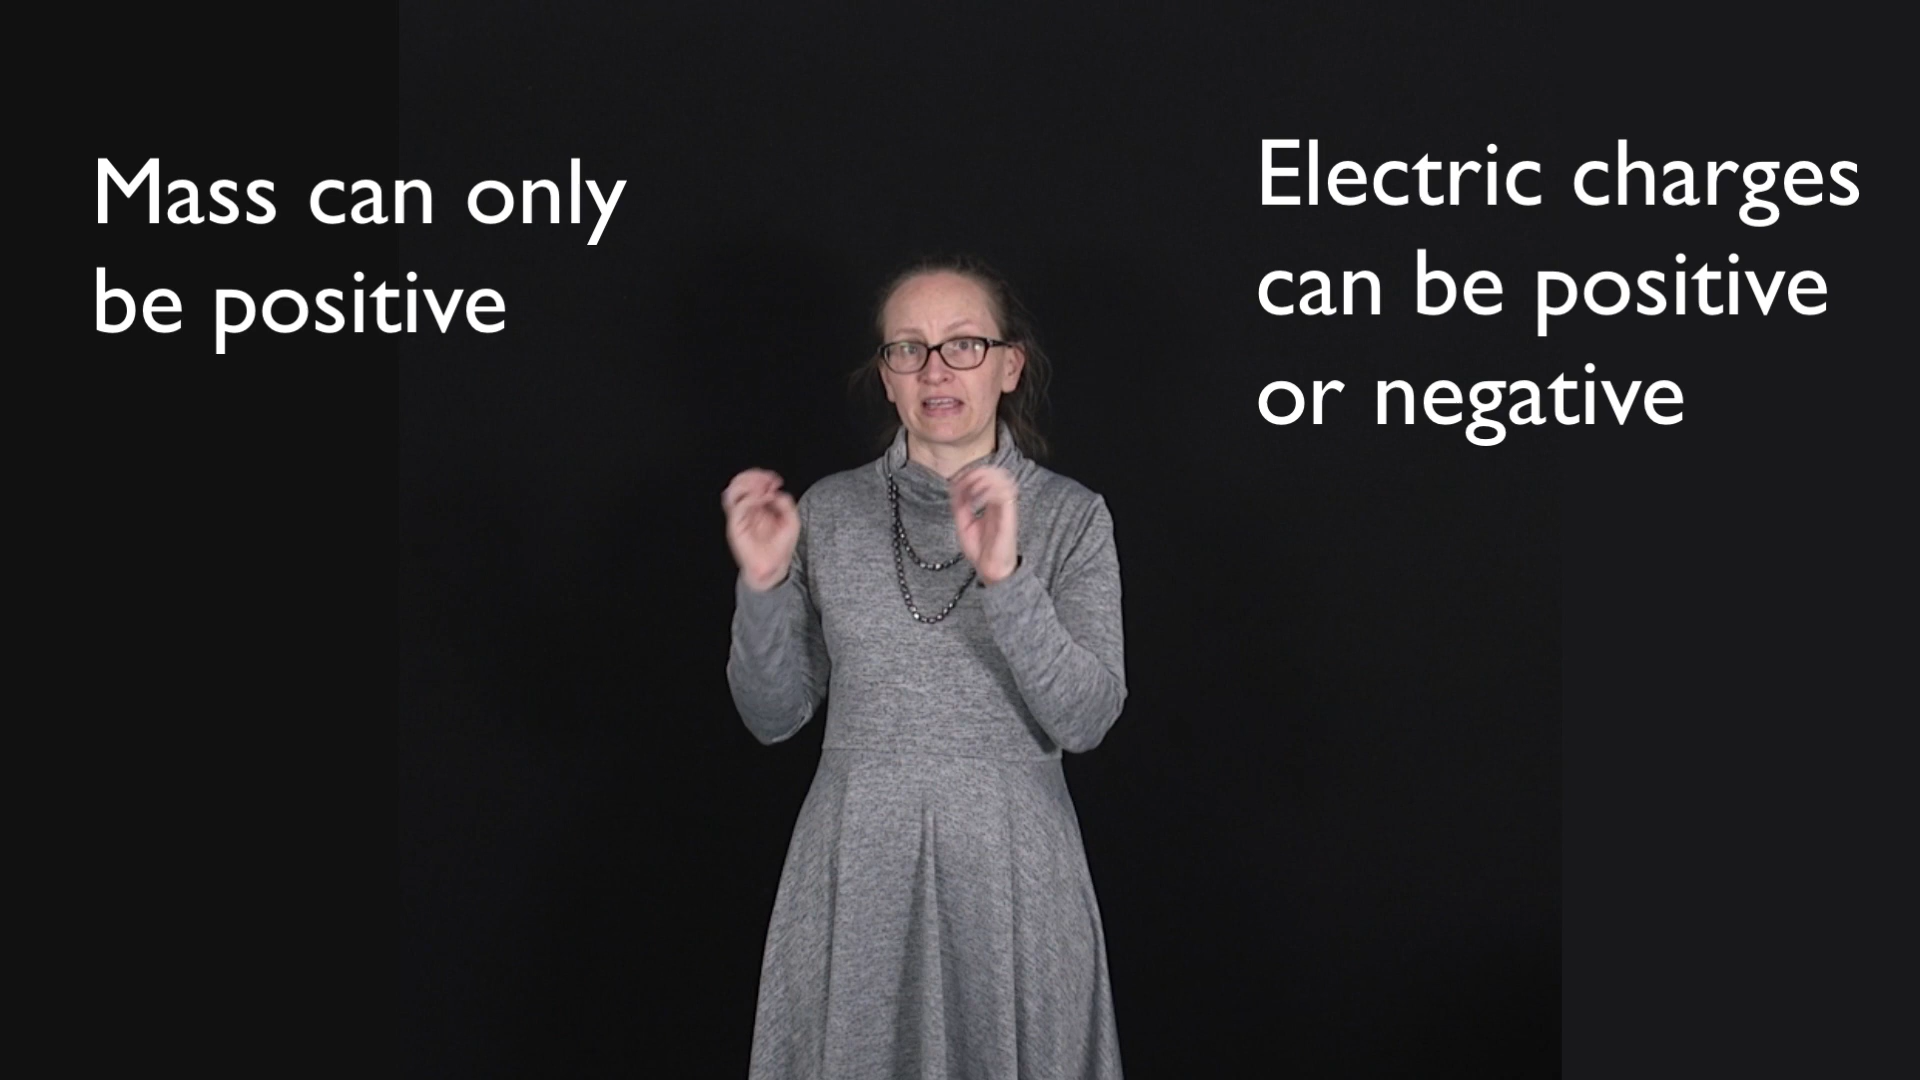 Mass can only
be positive
Electric charges
can be positive
or negative